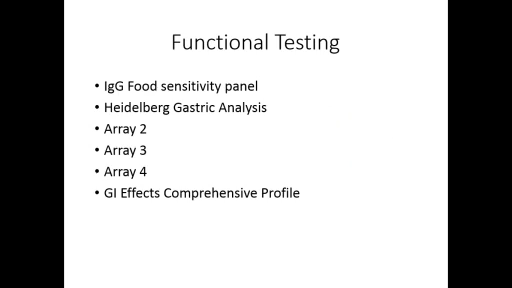 Functional Testing
• IgG Food sensitivity panel
• Heidelberg Gastric Analysis
• Array 2
• Array 3
• Array 4
• GI Effects Comprehensive Profile